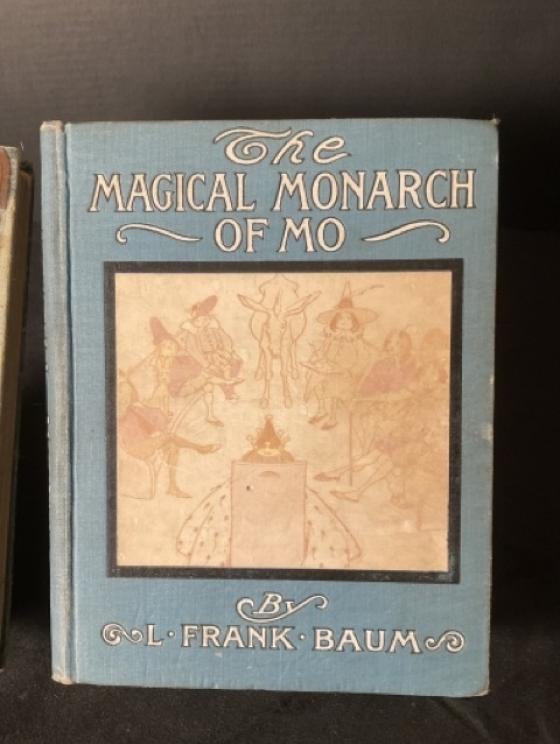 The
MAGICAL MONARCH
OF MO
By
L · FRANK · BAUM